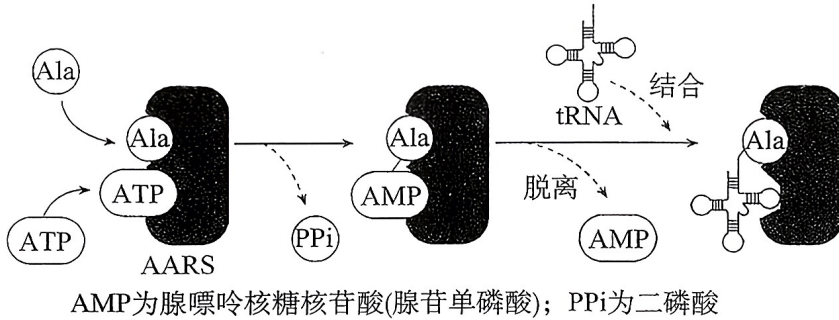 Ala
Ala
ATP
ATP
AARS
PPi
Ala
AMP
tRNA
结合
脱离
AMP
Ala
AMP为腺嘌呤核糖核苷酸(腺苷单磷酸)；PPi为二磷酸